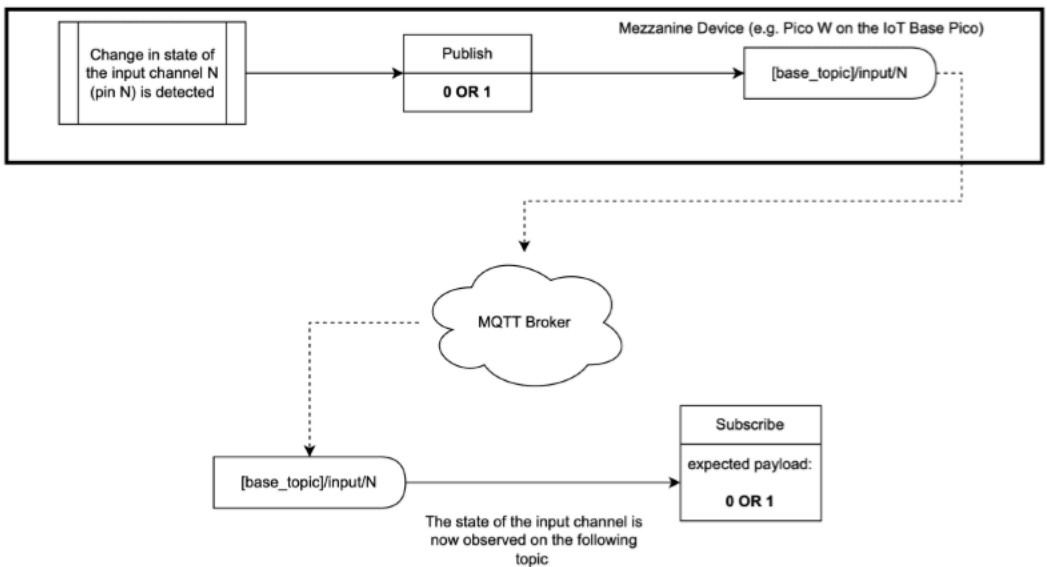 Mezzanine Device (e.g. Pico W on the IoT Base Pico)
Change in state of
the input channel N
(pin N) is detected
Publish
0 OR 1
[base_topic]/input/N
MQTT Broker
[base_topic]/input/N
The state of the input channel is
now observed on the following
topic
Subscribe
expected payload:
0 OR 1